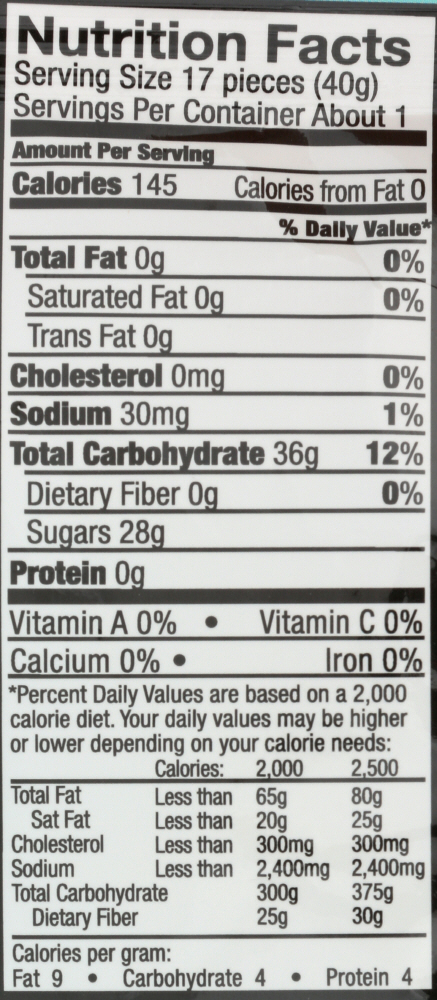 Nutrition Facts
Serving Size 17 pieces (40g)
Servings Per Container About 1
Amount Per Serving
Calories 145 Calories from Fat 0
% Daily Value*
Total Fat 0g 0%
Saturated Fat 0g 0%
Trans Fat 0g
Cholesterol 0mg 0%
Sodium 30mg 1%
Total Carbohydrate 36g 12%
Dietary Fiber 0g 0%
Sugars 28g
Protein 0g
Vitamin A 0% • Vitamin C 0%
Calcium 0% • Iron 0%
*Percent Daily Values are based on a 2,000
calorie diet. Your daily values may be higher
or lower depending on your calorie needs:
Calories: 2,000 2,500
Total Fat Less than 65g 80g
Sat Fat Less than 20g 25g
Cholesterol Less than 300mg 300mg
Sodium Less than 2,400mg 2,400mg
Total Carbohydrate 300g 375g
Dietary Fiber 25g 30g
Calories per gram:
Fat 9 • Carbohydrate 4 • Protein 4